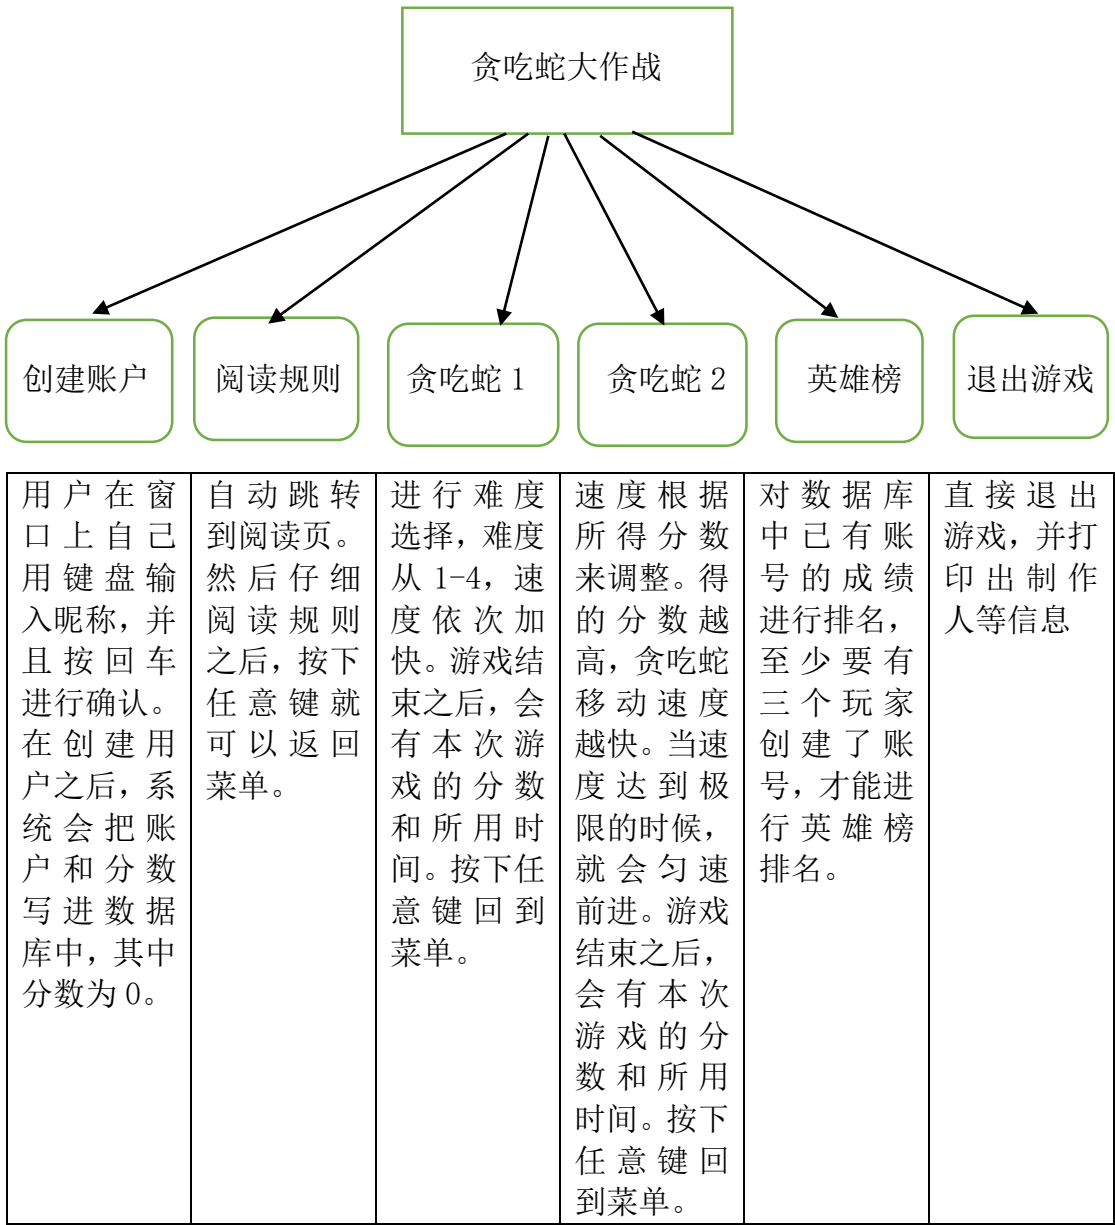 贪吃蛇大作战
创建账户
阅读规则
贪吃蛇 1
贪吃蛇 2
英雄榜
退出游戏
用户在窗
口上自己
用键盘输
入昵称，并
且按回车
进行确认。
在创建用
户之后，系
统会把账
户和分数
写进数据
库中，其中
分数为 0。
自动跳转
到阅读页。
然后仔细
阅读规则
之后，按下
任意键就
可以返回
菜单。
进行难度
选择，难度
从 1-4，速
度依次加
快。游戏结
束之后，会
有本次游
戏的分数
和所用时
间。按下任
意键回到
菜单。
速度根据
所得分数
来调整。得
的分数越
高，贪吃蛇
移动速度
越快。当速
度达到极
限的时候，
就会匀速
前进。游戏
结束之后，
会有本次
游戏的分
数和所用
时间。按下
任意键回
到菜单。
对数据库
中已有账
号的成绩
进行排名，
至少要有
三个玩家
创建了账
号，才能进
行英雄榜
排名。
直接退出
游戏，并打
印出制作
人等信息